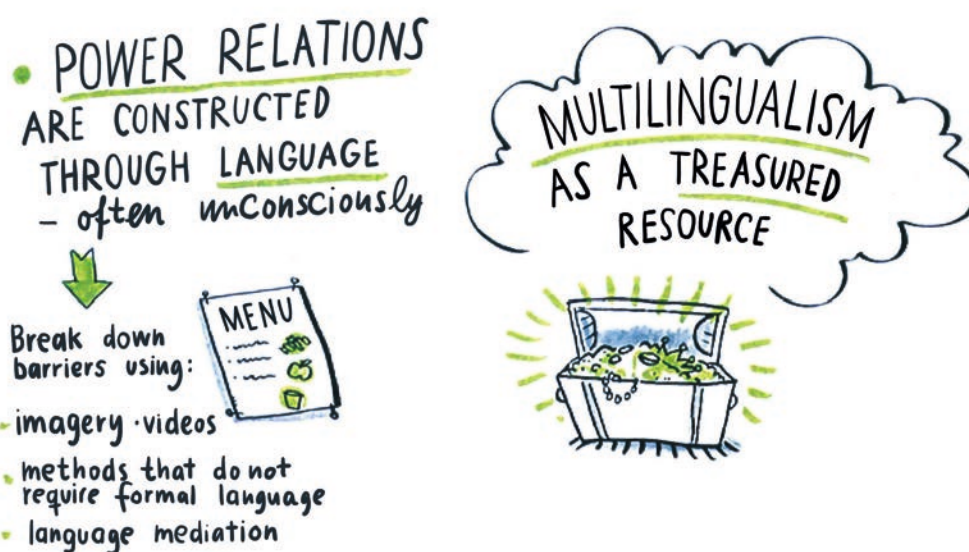 • POWER RELATIONS
ARE CONSTRUCTED
THROUGH LANGUAGE
– often unconsciously
Break down
barriers using:
- imagery · videos
- methods that do not
require formal language
- language mediation
MENU
MULTILINGUALISM
AS A TREASURED
RESOURCE